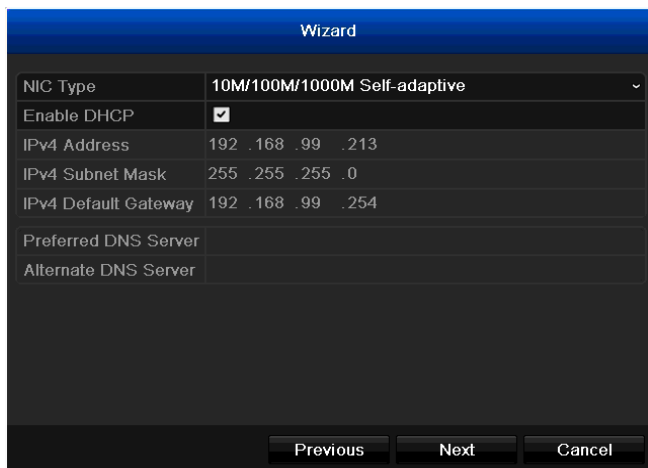 Wizard
NIC Type 10M/100M/1000M Self-adaptive
Enable DHCP
IPv4 Address 192 .168 .99 .213
IPv4 Subnet Mask 255 .255 .255 .0
IPv4 Default Gateway 192 .168 .99 .254
Preferred DNS Server
Alternate DNS Server
Previous Next Cancel